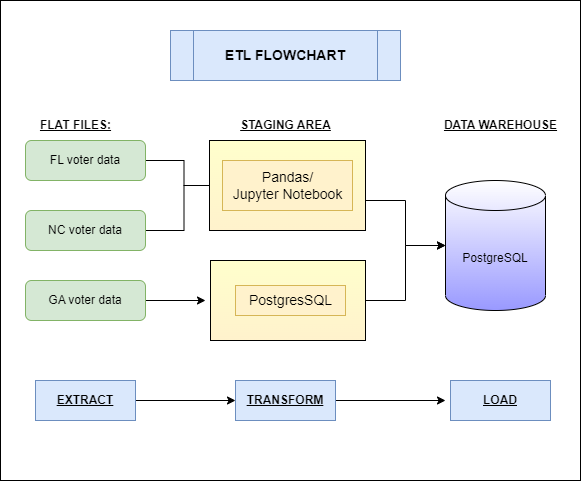 ETL FLOWCHART
FLAT FILES:
STAGING AREA
DATA WAREHOUSE
FL voter data
Pandas/
Jupyter Notebook
NC voter data
PostgreSQL
GA voter data
PostgresSQL
EXTRACT
TRANSFORM
LOAD